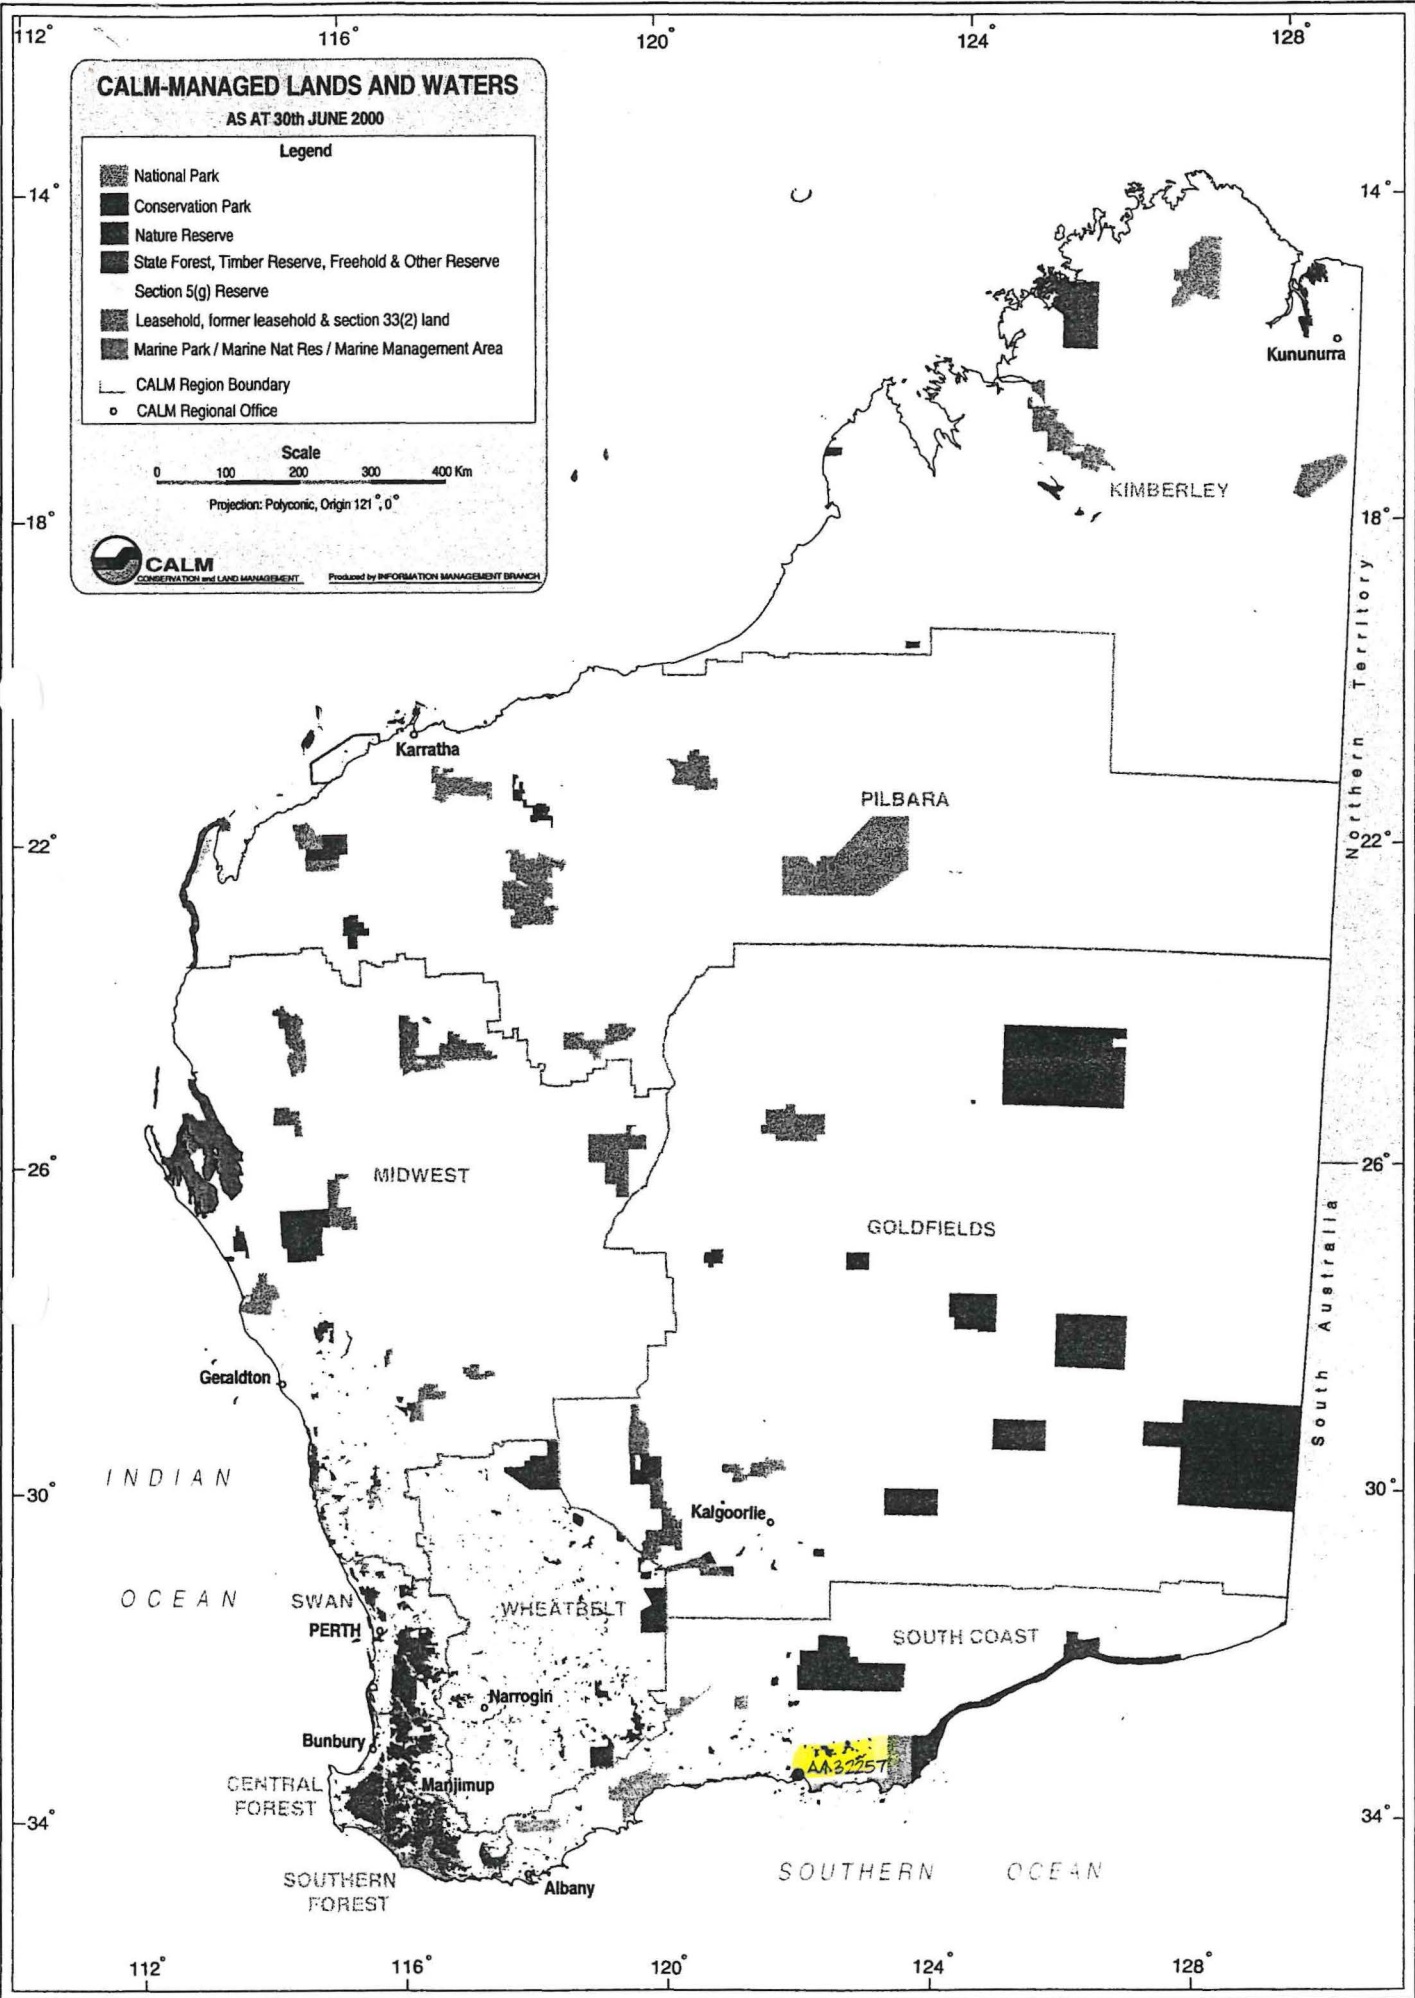 112° 116° 120° 124° 128°
CALM-MANAGED LANDS AND WATERS
AS AT 30th JUNE 2000
Legend
National Park
Conservation Park
Nature Reserve
State Forest, Timber Reserve, Freehold & Other Reserve
Section 5(g) Reserve
Leasehold, former leasehold & section 33(2) land
Marine Park / Marine Nat Res / Marine Management Area
CALM Region Boundary
CALM Regional Office
Scale
0 100 200 300 400 Km
Projection: Polyconic, Origin 121°, 0°
CALM
CONSERVATION and LAND MANAGEMENT Produced by INFORMATION MANAGEMENT BRANCH
14° 14°
Kununurra
KIMBERLEY
18° 18°
Northern Territory
Karratha
PILBARA
22° 22°
26° 26°
MIDWEST
GOLDFIELDS
South Australia
Geraldton
INDIAN
30° 30°
Kalgoorlie
OCEAN
SWAN
WHEATBELT
PERTH
SOUTH COAST
Narrogin
Bunbury
AA32257
CENTRAL
FOREST
Manjimup
34° 34°
SOUTHERN OCEAN
SOUTHERN
FOREST
Albany
112° 116° 120° 124° 128°